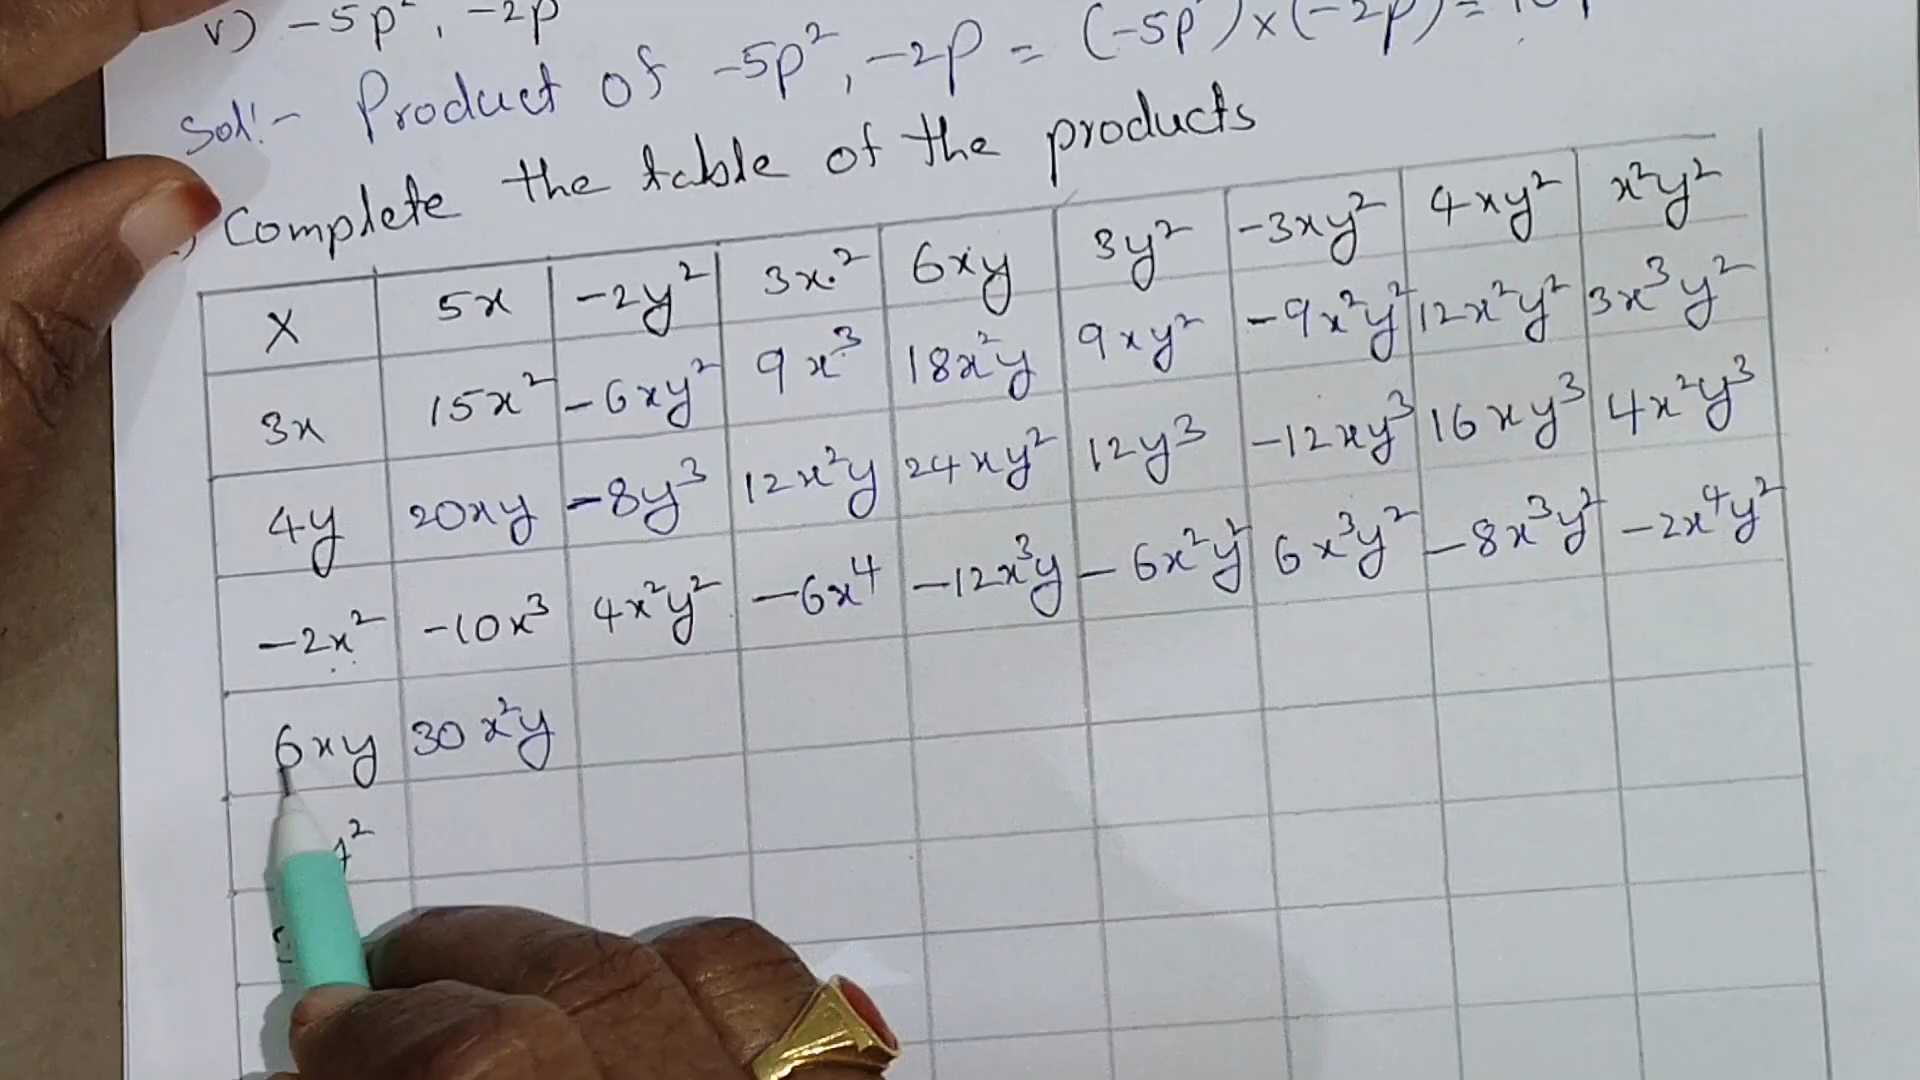 v) -5p², -2p
Sol:- Product of -5p², -2p = (-5p²)×(-2p) = 10
Complete the table of the products
X 5x -2y² 3x² 6xy 3y² -3xy² 4xy² x²y²
3x 15x² -6xy² 9x³ 18x²y 9xy² -9x²y² 12x²y² 3x³y²
4y 20xy -8y³ 12x²y 24xy² 12y³ -12xy³ 16xy³ 4x²y³
-2x² -10x³ 4x²y² -6x⁴ -12x³y -6x²y² 6x³y² -8x³y² -2x⁴y²
6xy 30x²y